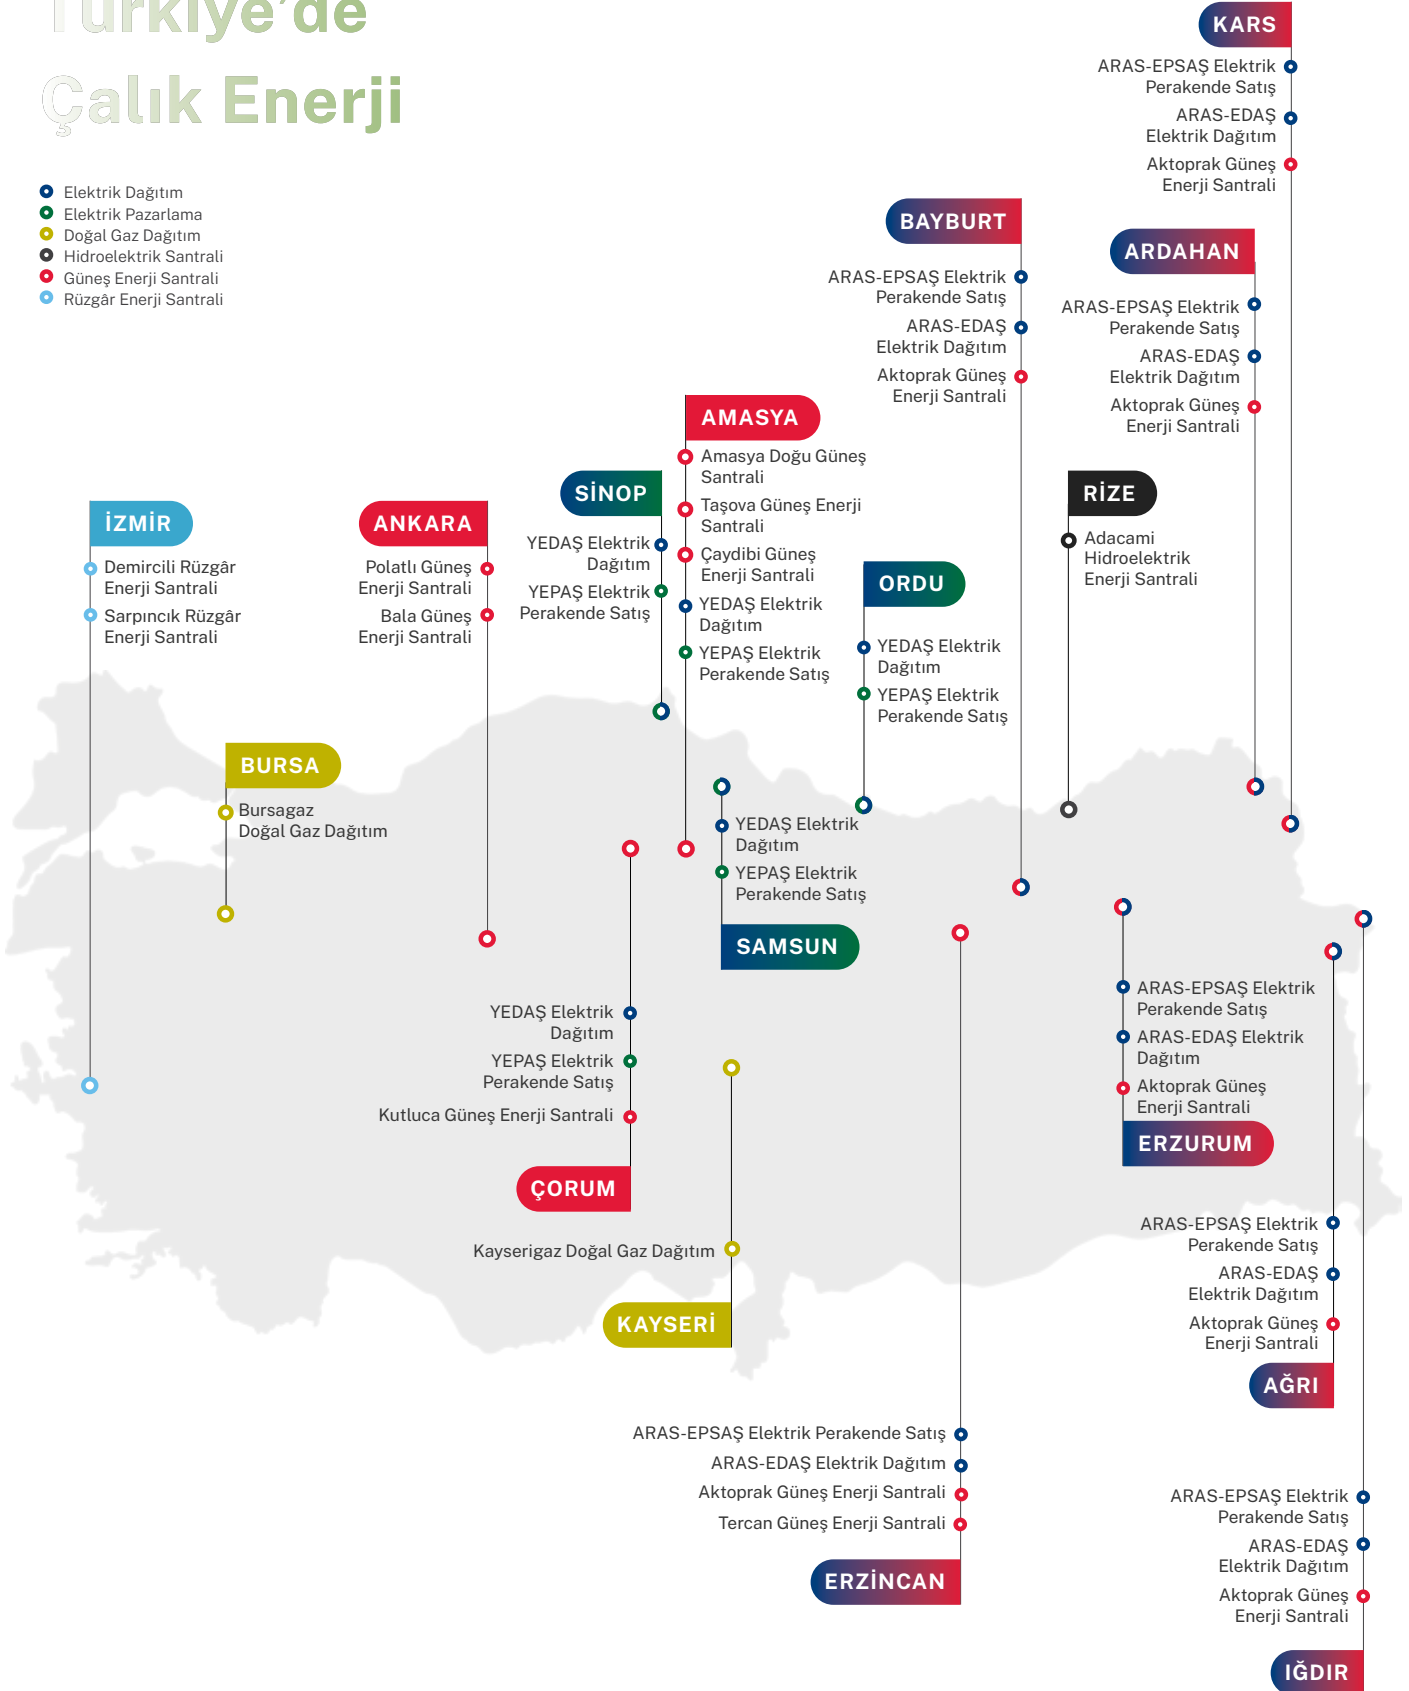 Türkiye'de
Çalık Enerji
Elektrik Dağıtım
Elektrik Pazarlama
Doğal Gaz Dağıtım
Hidroelektrik Santrali
Güneş Enerji Santrali
Rüzgâr Enerji Santrali
KARS
ARAS-EPSAŞ Elektrik
Perakende Satış
ARAS-EDAŞ
Elektrik Dağıtım
Aktoprak Güneş
Enerji Santrali
BAYBURT
ARAS-EPSAŞ Elektrik
Perakende Satış
ARAS-EDAŞ
Elektrik Dağıtım
Aktoprak Güneş
Enerji Santrali
ARDAHAN
ARAS-EPSAŞ Elektrik
Perakende Satış
ARAS-EDAŞ
Elektrik Dağıtım
Aktoprak Güneş
Enerji Santrali
AMASYA
Amasya Doğu Güneş
Santrali
Taşova Güneş Enerji
Santrali
Çaydibi Güneş
Enerji Santrali
YEDAŞ Elektrik
Dağıtım
YEPAŞ Elektrik
Perakende Satış
SİNOP
YEDAŞ Elektrik
Dağıtım
YEPAŞ Elektrik
Perakende Satış
RİZE
Adacami
Hidroelektrik
Enerji Santrali
İZMİR
Demircili Rüzgâr
Enerji Santrali
Sarpıncık Rüzgâr
Enerji Santrali
ANKARA
Polatlı Güneş
Enerji Santrali
Bala Güneş
Enerji Santrali
ORDU
YEDAŞ Elektrik
Dağıtım
YEPAŞ Elektrik
Perakende Satış
BURSA
Bursagaz
Doğal Gaz Dağıtım
YEDAŞ Elektrik
Dağıtım
YEPAŞ Elektrik
Perakende Satış
SAMSUN
YEDAŞ Elektrik
Dağıtım
YEPAŞ Elektrik
Perakende Satış
Kutluca Güneş Enerji Santrali
ÇORUM
ARAS-EPSAŞ Elektrik
Perakende Satış
ARAS-EDAŞ Elektrik
Dağıtım
Aktoprak Güneş
Enerji Santrali
ERZURUM
Kayserigaz Doğal Gaz Dağıtım
KAYSERİ
ARAS-EPSAŞ Elektrik
Perakende Satış
ARAS-EDAŞ
Elektrik Dağıtım
Aktoprak Güneş
Enerji Santrali
AĞRI
ARAS-EPSAŞ Elektrik Perakende Satış
ARAS-EDAŞ Elektrik Dağıtım
Aktoprak Güneş Enerji Santrali
Tercan Güneş Enerji Santrali
ERZİNCAN
ARAS-EPSAŞ Elektrik
Perakende Satış
ARAS-EDAŞ
Elektrik Dağıtım
Aktoprak Güneş
Enerji Santrali
IĞDIR